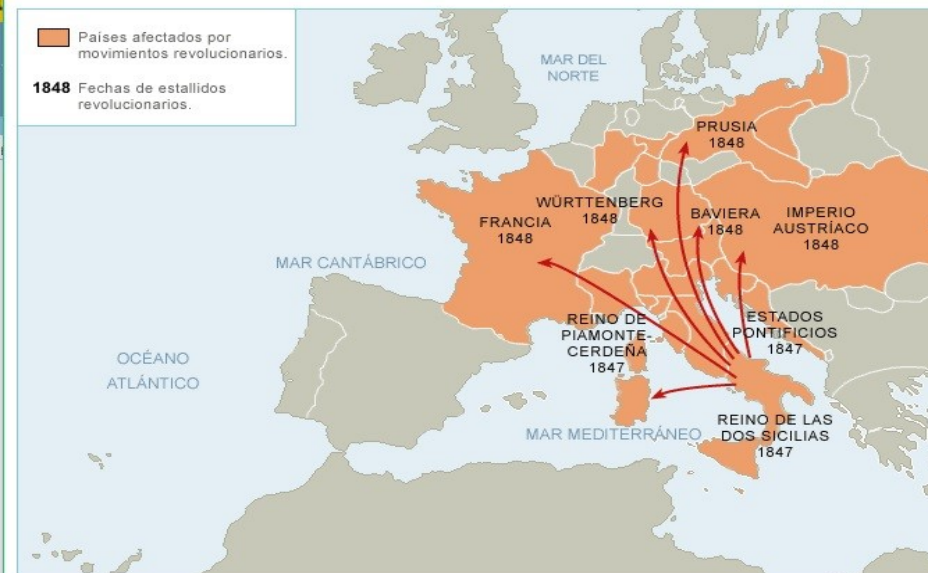 Países afectados por
movimientos revolucionarios.
1848 Fechas de estallidos
revolucionarios.
MAR DEL
NORTE
PRUSIA
1848
WÜRTTENBERG
1848
BAVIERA
1848
IMPERIO
AUSTRÍACO
1848
FRANCIA
1848
MAR CANTÁBRICO
REINO DE
PIAMONTE-
CERDEÑA
1847
ESTADOS
PONTIFICIOS
1847
OCÉANO
ATLÁNTICO
REINO DE LAS
DOS SICILIAS
1847
MAR MEDITERRÁNEO